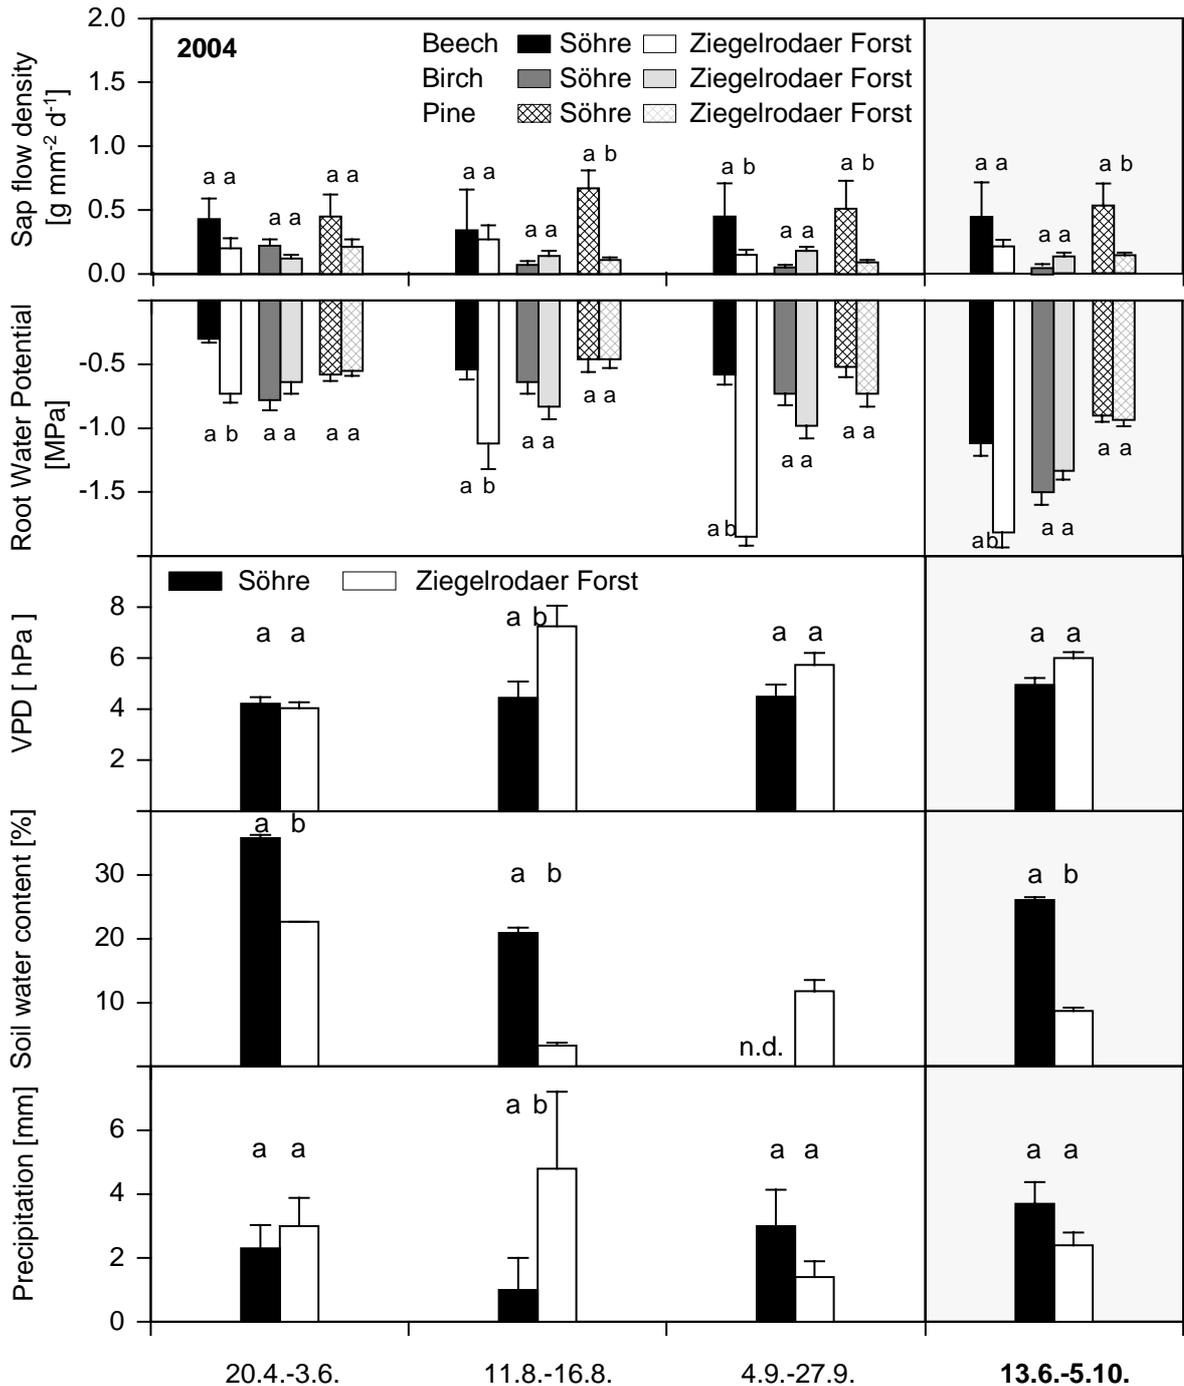 2004
Beech Söhre Ziegelrodaer Forst
Birch Söhre Ziegelrodaer Forst
Pine Söhre Ziegelrodaer Forst
Sap flow density
[g mm-2 d-1]
2.0
1.5
1.0
0.5
0.0
a a a a a a
a a a a a b
a b a a a b
a a a a a b
Root Water Potential
[MPa]
-0.5
-1.0
-1.5
a b a a a a
a b a a a a
a b a a a a
a b a a a a
Söhre Ziegelrodaer Forst
VPD [ hPa ]
8
6
4
2
a a
a b
a a
a a
Soil water content [%]
30
20
10
a b
a b
n.d.
a b
Precipitation [mm]
6
4
2
0
a a
a b
a a
a a
20.4.-3.6. 11.8.-16.8. 4.9.-27.9. 13.6.-5.10.